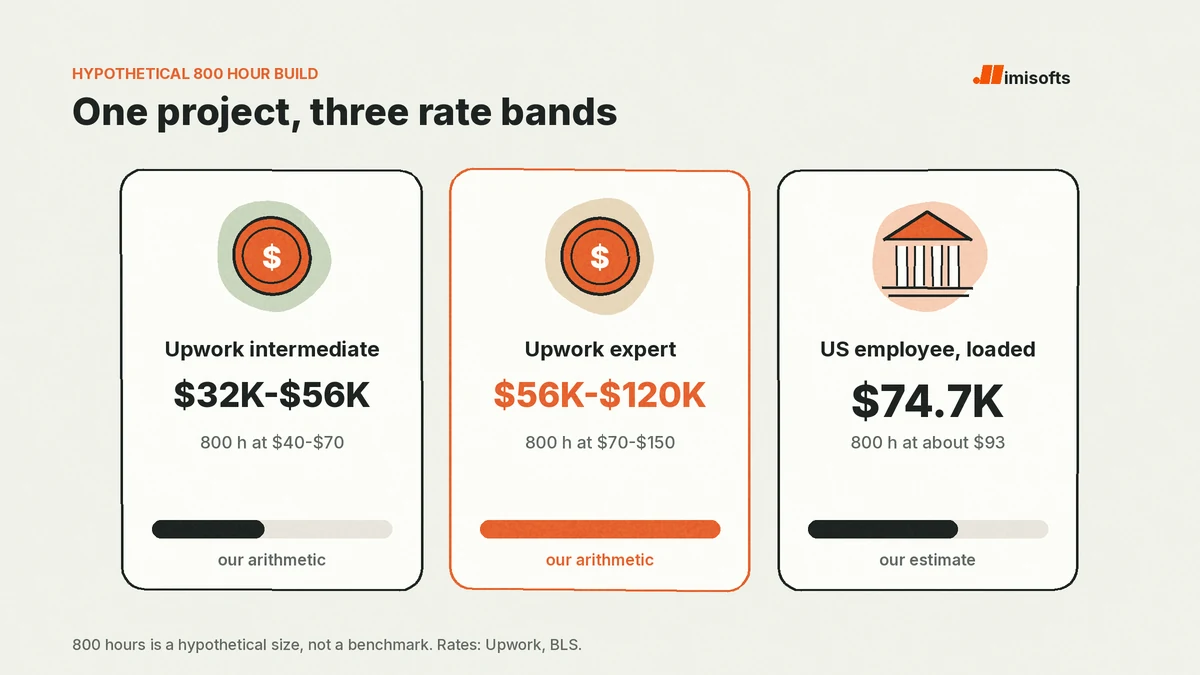 HYPOTHETICAL 800 HOUR BUILD
imisofts
One project, three rate bands
$
Upwork intermediate
$32K-$56K
800 h at $40-$70
our arithmetic
$
Upwork expert
$56K-$120K
800 h at $70-$150
our arithmetic
US employee, loaded
$74.7K
800 h at about $93
our estimate
800 hours is a hypothetical size, not a benchmark. Rates: Upwork, BLS.